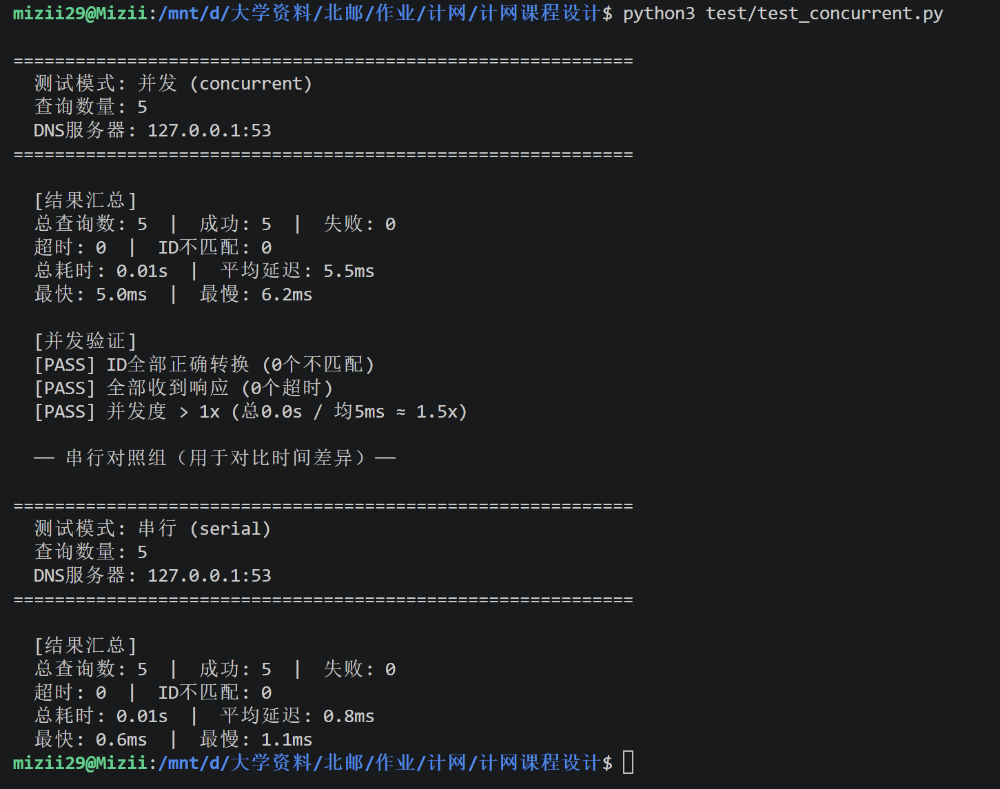 mizii29@Mizii:/mnt/d/大学资料/北邮/作业/计网/计网课程设计$ python3 test/test_concurrent.py
============================================================
测试模式: 并发 (concurrent)
查询数量: 5
DNS服务器: 127.0.0.1:53
============================================================
[结果汇总]
总查询数: 5 | 成功: 5 | 失败: 0
超时: 0 | ID不匹配: 0
总耗时: 0.01s | 平均延迟: 5.5ms
最快: 5.0ms | 最慢: 6.2ms
[并发验证]
[PASS] ID全部正确转换 (0个不匹配)
[PASS] 全部收到响应 (0个超时)
[PASS] 并发度 > 1x (总0.0s / 均5ms ≈ 1.5x)
── 串行对照组（用于对比时间差异）──
============================================================
测试模式: 串行 (serial)
查询数量: 5
DNS服务器: 127.0.0.1:53
============================================================
[结果汇总]
总查询数: 5 | 成功: 5 | 失败: 0
超时: 0 | ID不匹配: 0
总耗时: 0.01s | 平均延迟: 0.8ms
最快: 0.6ms | 最慢: 1.1ms
mizii29@Mizii:/mnt/d/大学资料/北邮/作业/计网/计网课程设计$